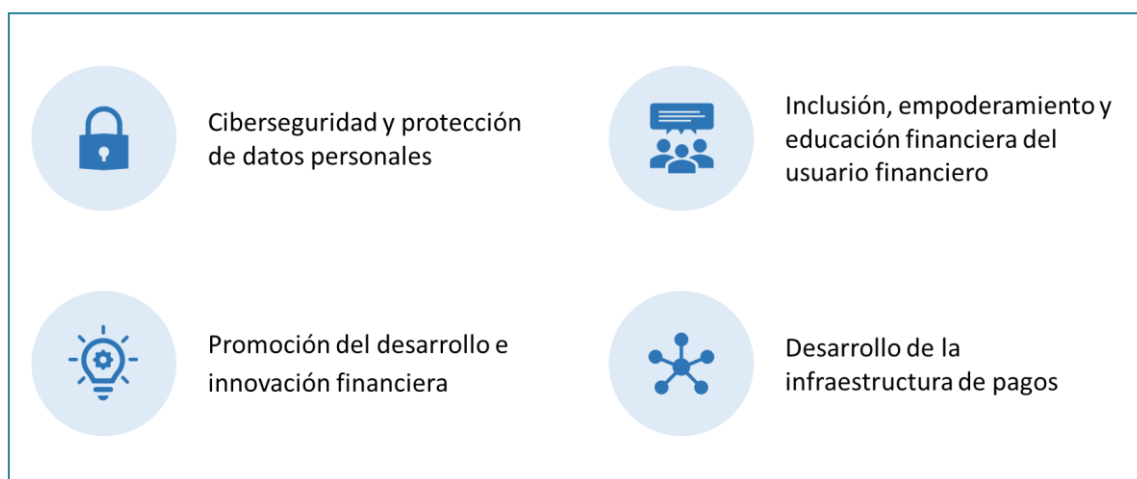 Ciberseguridad y protección
de datos personales
Inclusión, empoderamiento y
educación financiera del
usuario financiero
Promoción del desarrollo e
innovación financiera
Desarrollo de la
infraestructura de pagos